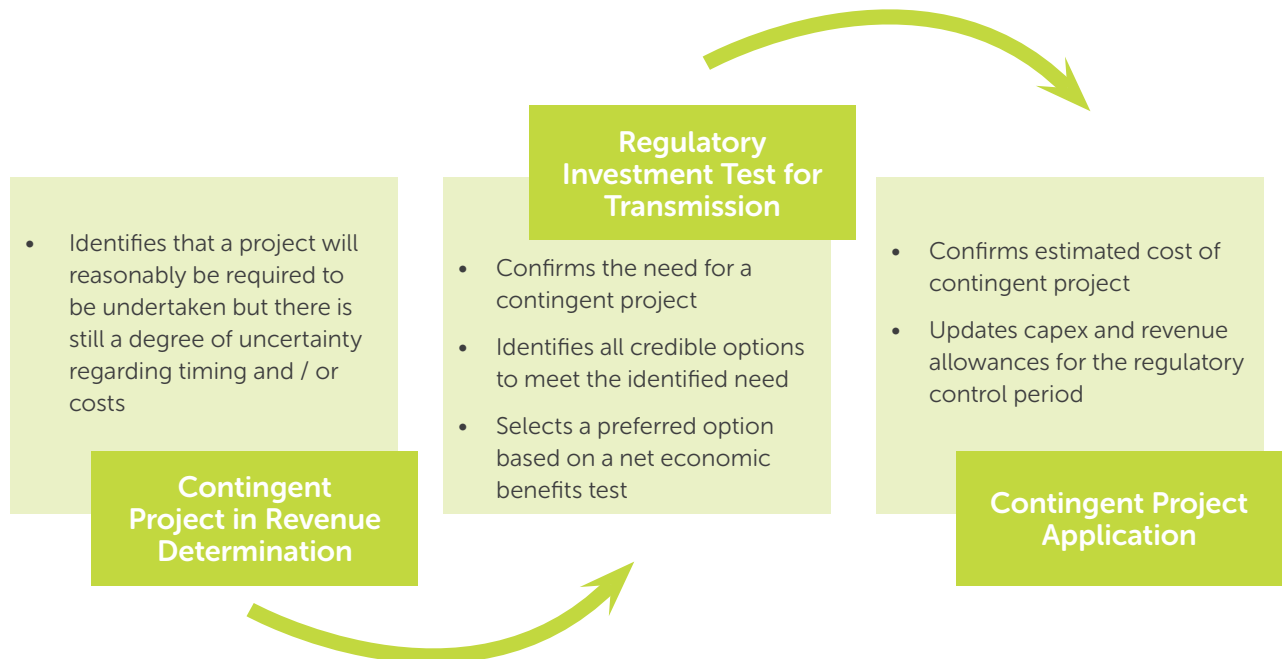 • Identifies that a project will
reasonably be required to
be undertaken but there is
still a degree of uncertainty
regarding timing and / or
costs
Contingent
Project in Revenue
Determination
Regulatory
Investment Test for
Transmission
• Confirms the need for a
contingent project
• Identifies all credible options
to meet the identified need
• Selects a preferred option
based on a net economic
benefits test
• Confirms estimated cost of
contingent project
• Updates capex and revenue
allowances for the regulatory
control period
Contingent Project
Application